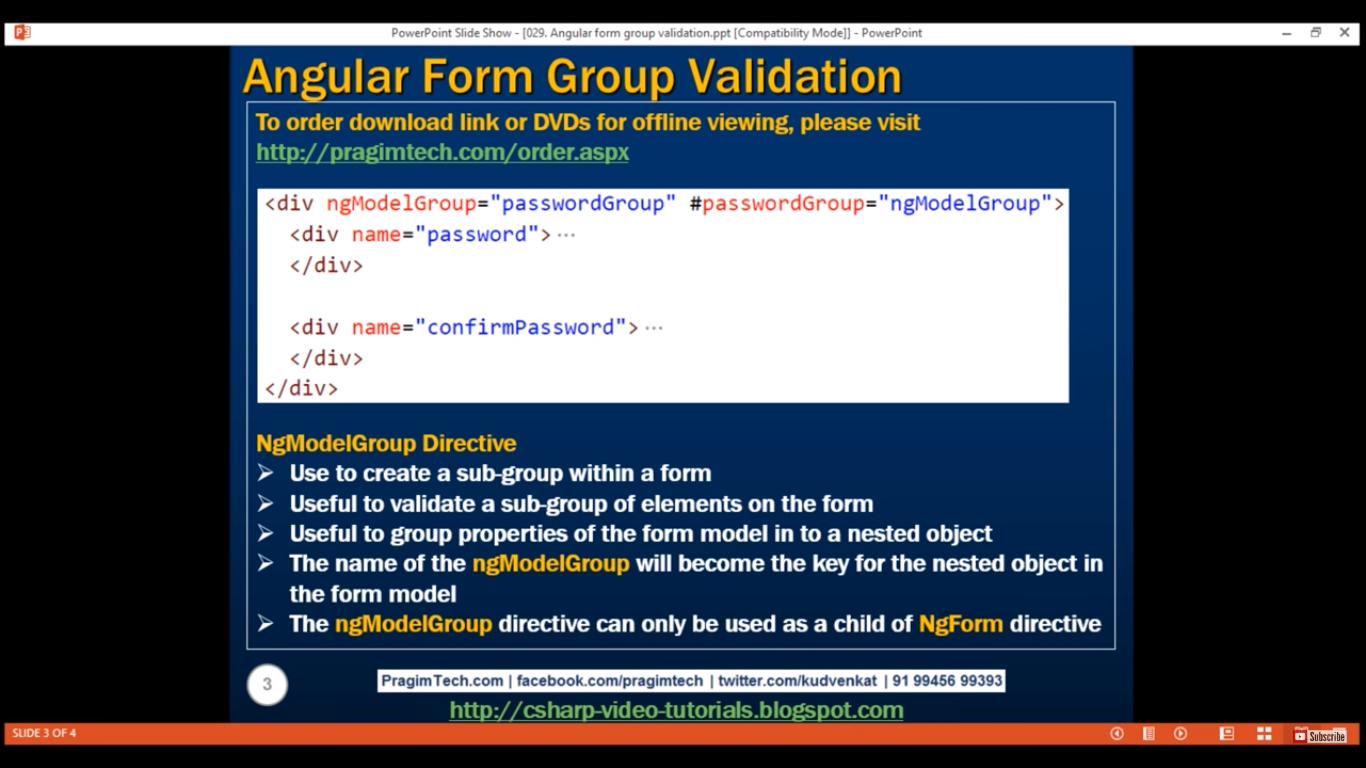 PowerPoint Slide Show - [029. Angular form group validation.ppt [Compatibility Mode]] - PowerPoint
Angular Form Group Validation
To order download link or DVDs for offline viewing, please visit
http://pragimtech.com/order.aspx
<div ngModelGroup="passwordGroup" #passwordGroup="ngModelGroup">
<div name="password"> ...
</div>
<div name="confirmPassword"> ...
</div>
</div>
NgModelGroup Directive
➢ Use to create a sub-group within a form
➢ Useful to validate a sub-group of elements on the form
➢ Useful to group properties of the form model in to a nested object
➢ The name of the ngModelGroup will become the key for the nested object in
the form model
➢ The ngModelGroup directive can only be used as a child of NgForm directive
3
PragimTech.com | facebook.com/pragimtech | twitter.com/kudvenkat | 91 99456 99393
http://csharp-video-tutorials.blogspot.com
SLIDE 3 OF 4
Subscribe